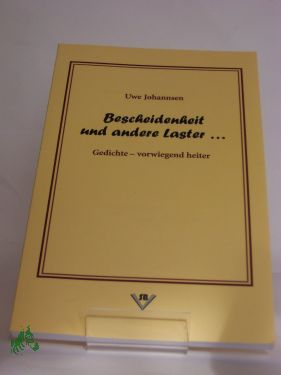 Uwe Johannsen
Bescheidenheit
und andere Laster ...
Gedichte – vorwiegend heiter